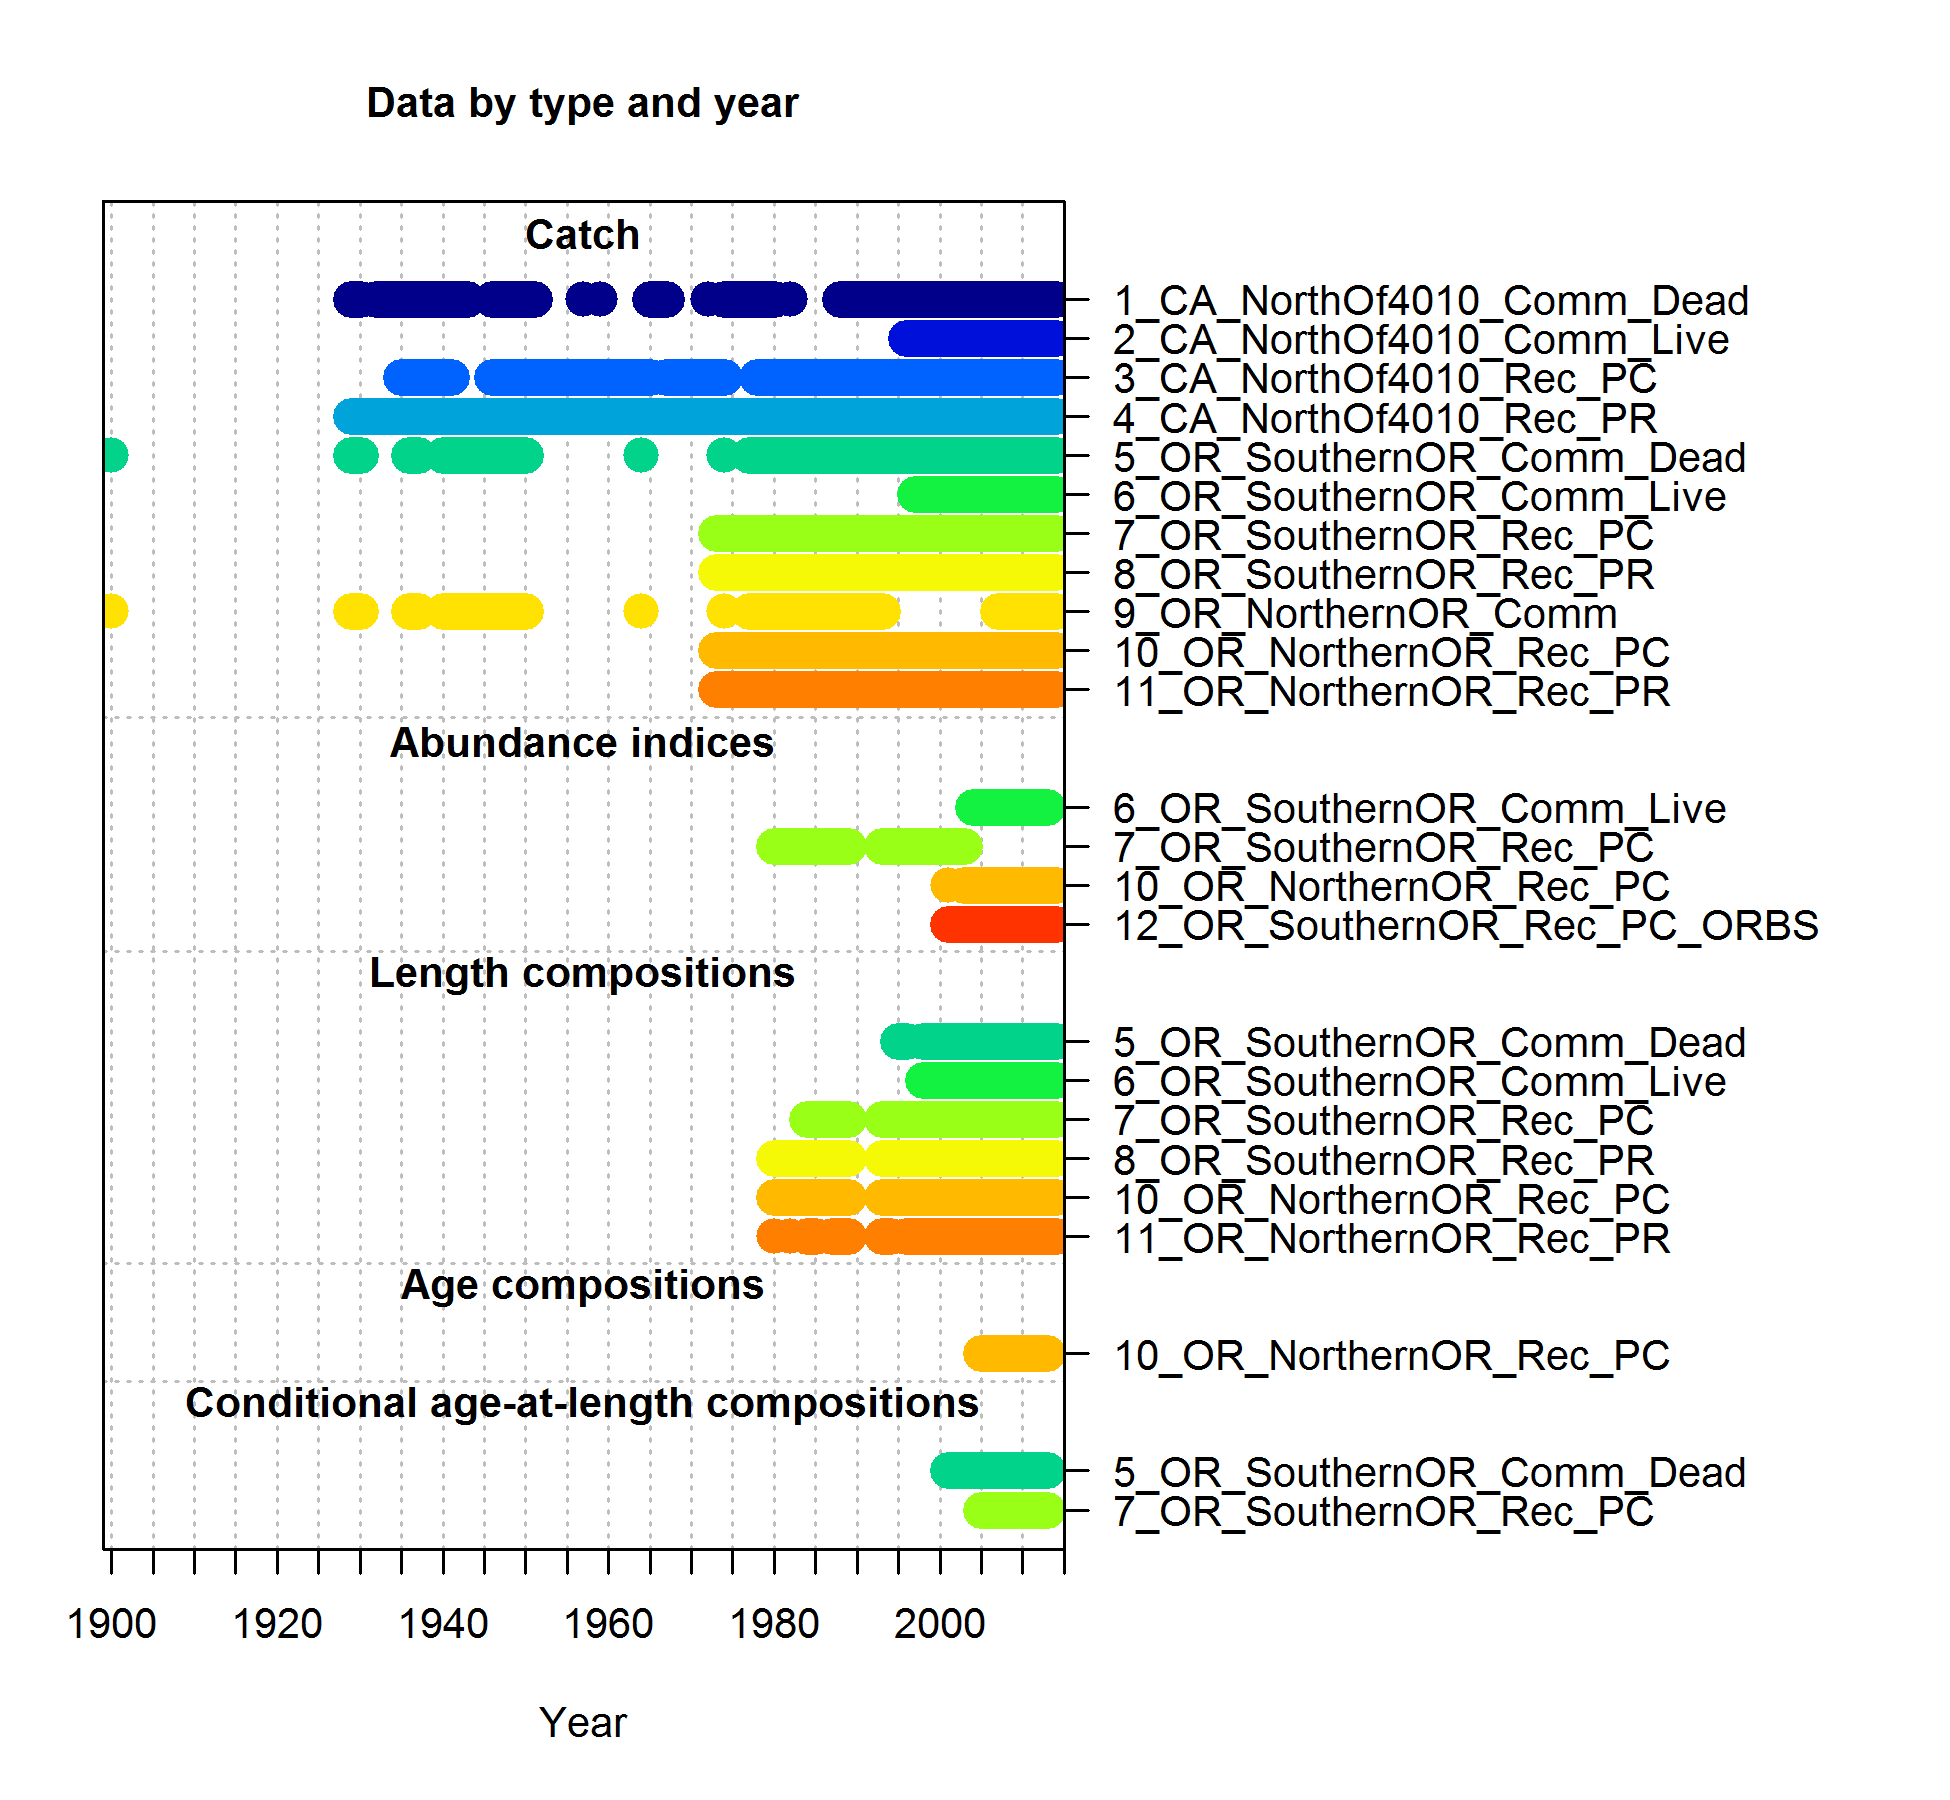 Data by type and year
Catch
1_CA_NorthOf4010_Comm_Dead
2_CA_NorthOf4010_Comm_Live
3_CA_NorthOf4010_Rec_PC
4_CA_NorthOf4010_Rec_PR
5_OR_SouthernOR_Comm_Dead
6_OR_SouthernOR_Comm_Live
7_OR_SouthernOR_Rec_PC
8_OR_SouthernOR_Rec_PR
9_OR_NorthernOR_Comm
10_OR_NorthernOR_Rec_PC
11_OR_NorthernOR_Rec_PR
Abundance indices
6_OR_SouthernOR_Comm_Live
7_OR_SouthernOR_Rec_PC
10_OR_NorthernOR_Rec_PC
12_OR_SouthernOR_Rec_PC_ORBS
Length compositions
5_OR_SouthernOR_Comm_Dead
6_OR_SouthernOR_Comm_Live
7_OR_SouthernOR_Rec_PC
8_OR_SouthernOR_Rec_PR
10_OR_NorthernOR_Rec_PC
11_OR_NorthernOR_Rec_PR
Age compositions
10_OR_NorthernOR_Rec_PC
Conditional age-at-length compositions
5_OR_SouthernOR_Comm_Dead
7_OR_SouthernOR_Rec_PC
1900 1920 1940 1960 1980 2000
Year